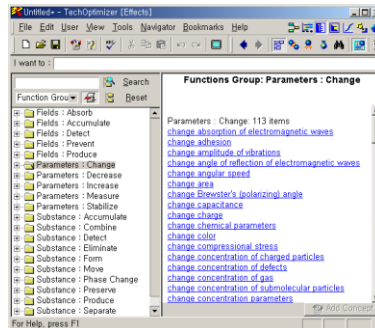 Untitled* - TechOptimizer [Effects]
File Edit User View Tools Navigator Bookmarks Help
I want to :
Search
Function Group
Reset
Fields : Absorb
Fields : Accumulate
Fields : Detect
Fields : Prevent
Fields : Produce
Parameters : Change
Parameters : Decrease
Parameters : Increase
Parameters : Measure
Parameters : Stabilize
Substance : Accumulate
Substance : Combine
Substance : Detect
Substance : Eliminate
Substance : Form
Substance : Move
Substance : Phase Change
Substance : Preserve
Substance : Produce
Substance : Separate
Functions Group: Parameters : Change
Parameters : Change: 113 items
change absorption of electromagnetic waves
change adhesion
change amplitude of vibrations
change angle of reflection of electromagnetic waves
change angular speed
change area
change Brewster's (polarizing) angle
change capacitance
change charge
change chemical parameters
change color
change compressional stress
change concentration of charged particles
change concentration of defects
change concentration of gas
change concentration of submolecular particles
change concentration parameters
Add Concept
For Help, press F1